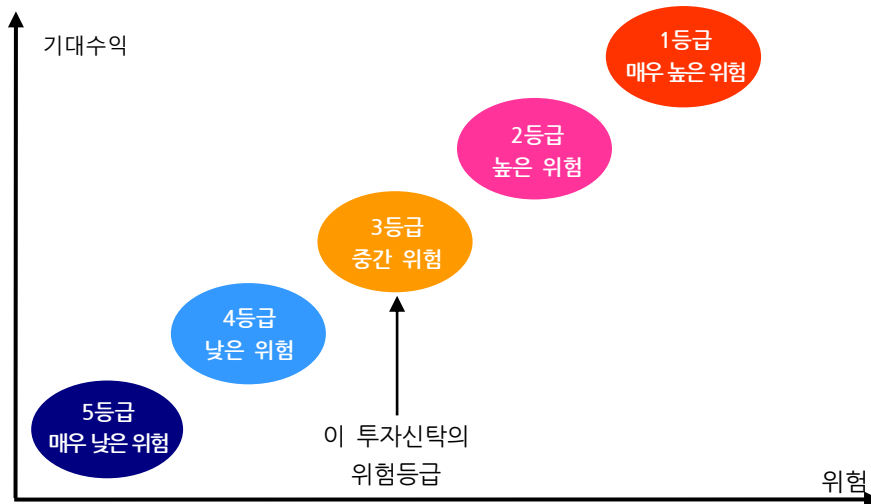 기대수익
1등급
매우 높은 위험
2등급
높은 위험
3등급
중간 위험
4등급
낮은 위험
5등급
매우 낮은 위험
이 투자신탁의
위험등급
위험